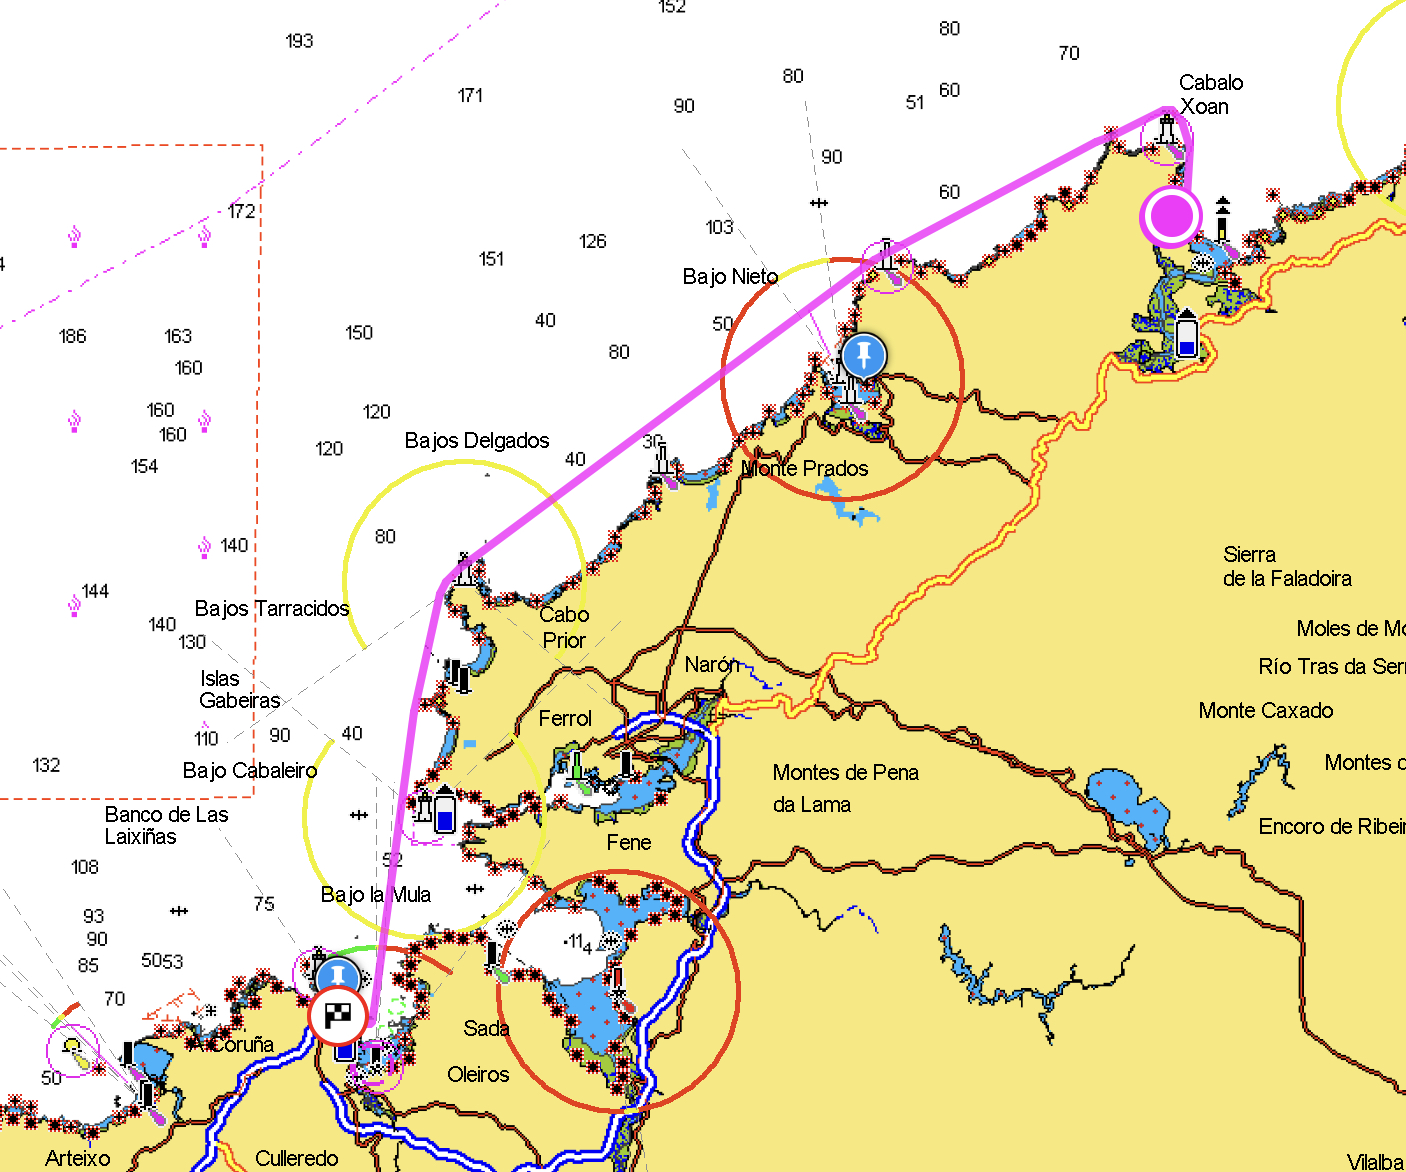 152
193
80
70
171
80
60
90
51
Cabalo
Xoan
90
60
172
103
126
151
Bajo Nieto
186
163
150
40
50
80
160
160
120
160
Bajos Delgados
30
120
154
40
Monte Prados
80
140
Sierra
de la Faladoira
144
Bajos Tarracidos
Cabo
Prior
140
130
Moles de Mo
Narón
Río Tras da Serr
Islas
Gabeiras
Monte Caxado
Ferrol
110
90
40
132
Bajo Cabaleiro
Montes de Pena
da Lama
Montes d
Banco de Las
Laixiñas
Encoro de Ribeir
Fene
52
108
Bajo la Mula
75
93
90
114
85
5053
70
Sada
A Coruña
50
Oleiros
Arteixo
Culleredo
Vilalba